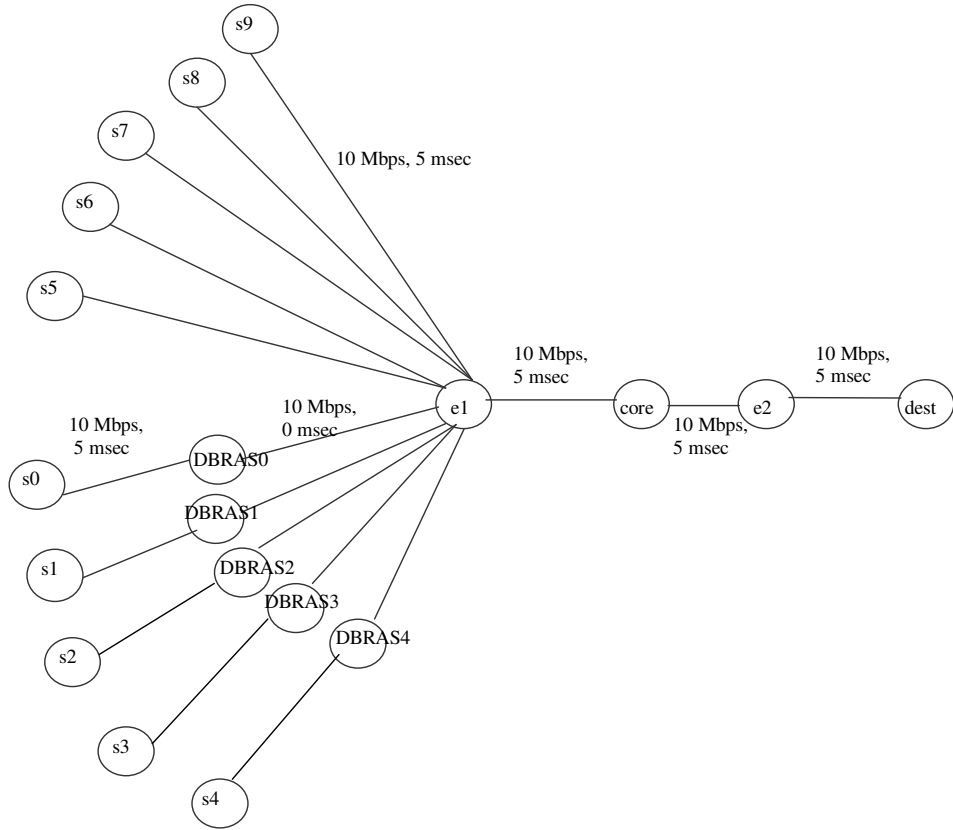 s9
s8
s7
10 Mbps, 5 msec
s6
s5
10 Mbps,
5 msec
10 Mbps,
5 msec
e1
core
e2
dest
10 Mbps,
0 msec
10 Mbps,
5 msec
10 Mbps,
5 msec
DBRAS0
s0
DBRAS1
s1
DBRAS2
DBRAS3
DBRAS4
s2
s3
s4